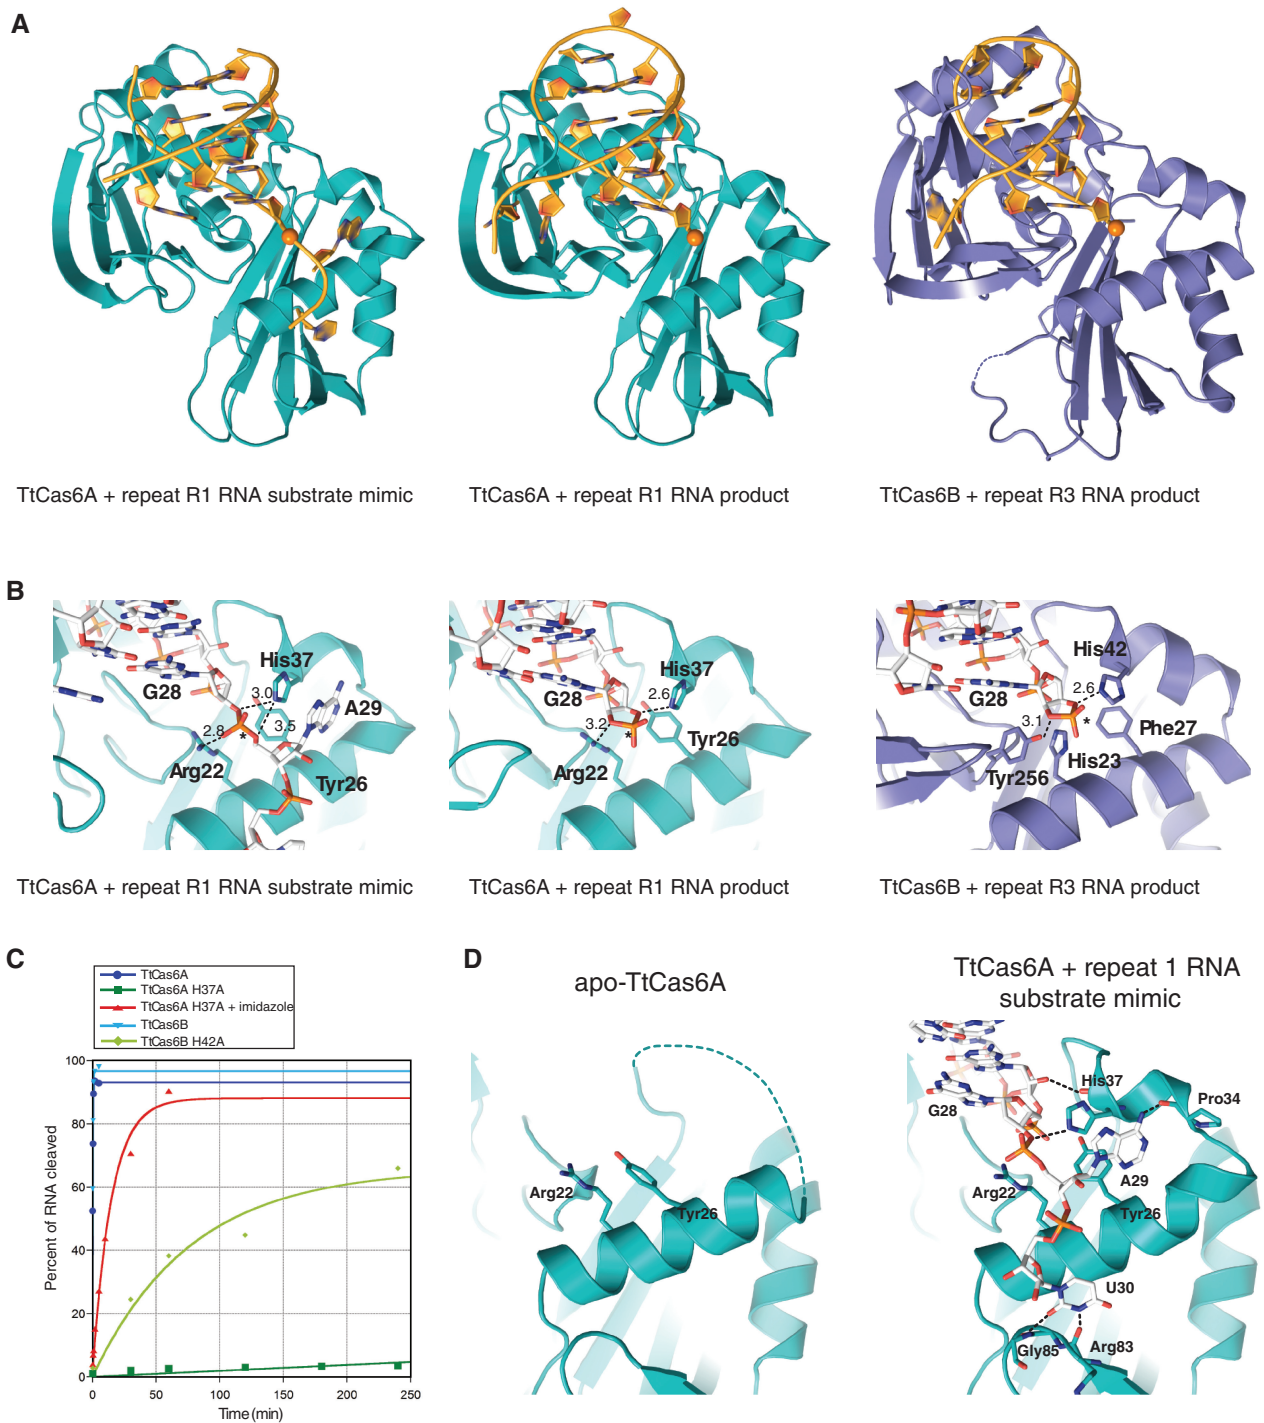 A
TtCas6A + repeat R1 RNA substrate mimic
TtCas6A + repeat R1 RNA product
TtCas6B + repeat R3 RNA product
B
His37
G28
3.0
A29
3.5
2.8
*
Arg22
Tyr26
His37
2.6
G28
3.2
*
Tyr26
Arg22
His42
2.6
G28
*
3.1
Phe27
His23
Tyr256
TtCas6A + repeat R1 RNA substrate mimic
TtCas6A + repeat R1 RNA product
TtCas6B + repeat R3 RNA product
C
TtCas6A
TtCas6A H37A
TtCas6A H37A + imidazole
TtCas6B
TtCas6B H42A
Percent of RNA cleaved
100
80
60
40
20
0
0 50 100 150 200 250
Time (min)
D
apo-TtCas6A
Arg22
Tyr26
TtCas6A + repeat 1 RNA
substrate mimic
His37
G28
Pro34
A29
Arg22
Tyr26
U30
Gly85
Arg83